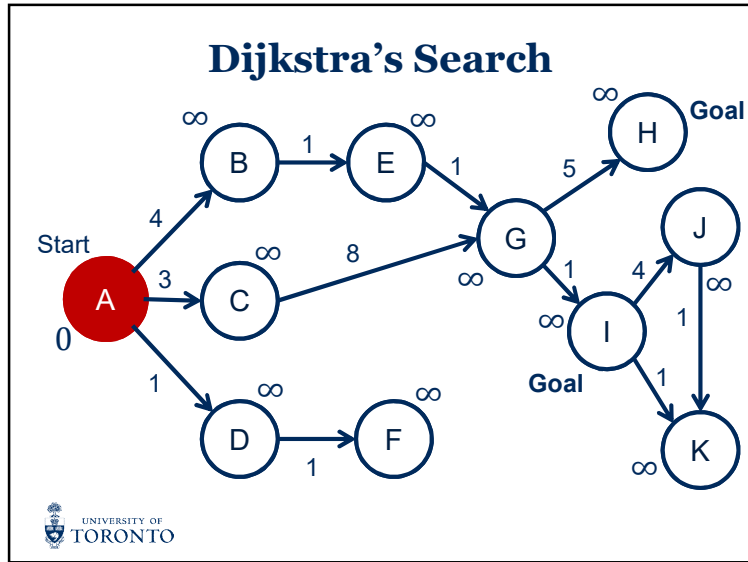 Dijkstra's Search
∞
B
1
∞
E
1
∞
H
Goal
5
4
Start
A
0
3
∞
C
8
G
∞
1
J
∞
4
∞
I
Goal
1
1
1
∞
D
1
∞
F
∞
K
UNIVERSITY OF
TORONTO